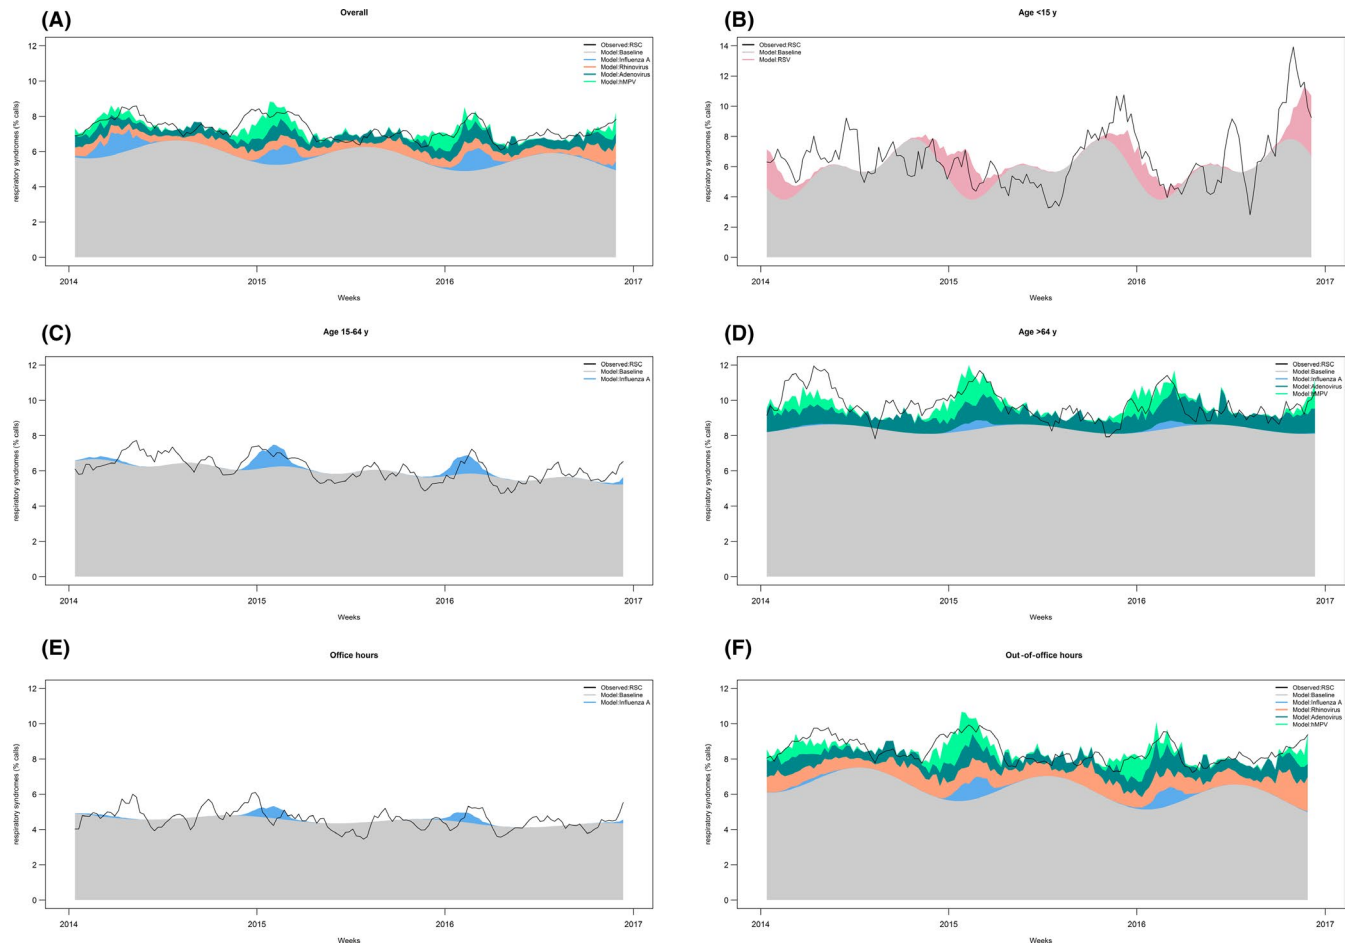 (A)
Overall
12
10
8
6
4
2
0
respiratory syndromes (% calls)
Observed:RSC
Model:Baseline
Model:Influenza A
Model:Rhinovirus
Model:Adenovirus
Model:hMPV
2014 2015 2016 2017
Weeks
(B)
Age <15 y
14
12
10
8
6
4
2
0
respiratory syndromes (% calls)
Observed:RSC
Model:Baseline
Model:RSV
2014 2015 2016 2017
Weeks
(C)
Age 15-64 y
12
10
8
6
4
2
0
respiratory syndromes (% calls)
Observed:RSC
Model:Baseline
Model:Influenza A
2014 2015 2016 2017
Weeks
(D)
Age >64 y
12
10
8
6
4
2
0
respiratory syndromes (% calls)
Observed:RSC
Model:Baseline
Model:Influenza A
Model:Adenovirus
Model:hMPV
2014 2015 2016 2017
Weeks
(E)
Office hours
12
10
8
6
4
2
0
respiratory syndromes (% calls)
Observed:RSC
Model:Baseline
Model:Influenza A
2014 2015 2016 2017
Weeks
(F)
Out-of-office hours
12
10
8
6
4
2
0
respiratory syndromes (% calls)
Observed:RSC
Model:Baseline
Model:Influenza A
Model:Rhinovirus
Model:Adenovirus
Model:hMPV
2014 2015 2016 2017
Weeks